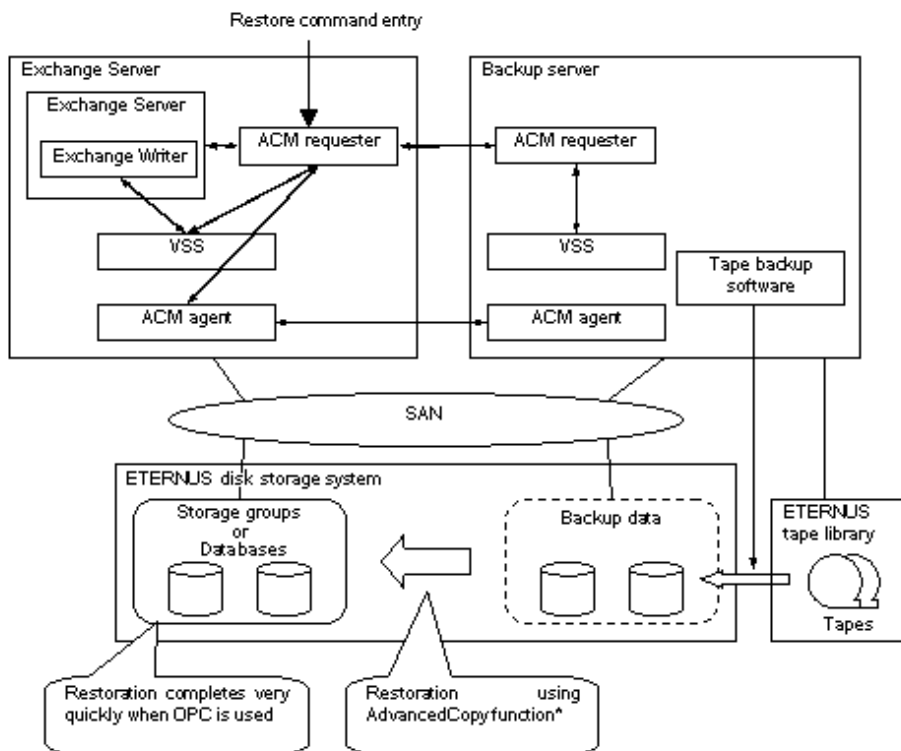 Restore command entry
Exchange Server
Backup server
Exchange Server
Exchange Writer
ACM requester
ACM requester
VSS
VSS
Tape backup
software
ACM agent
ACM agent
SAN
ETERNUS disk storage system
Storage groups
or
Databases
Backup data
ETERNUS
tape library
Tapes
Restoration completes very
quickly when OPC is used
Restoration using
AdvancedCopyfunction*